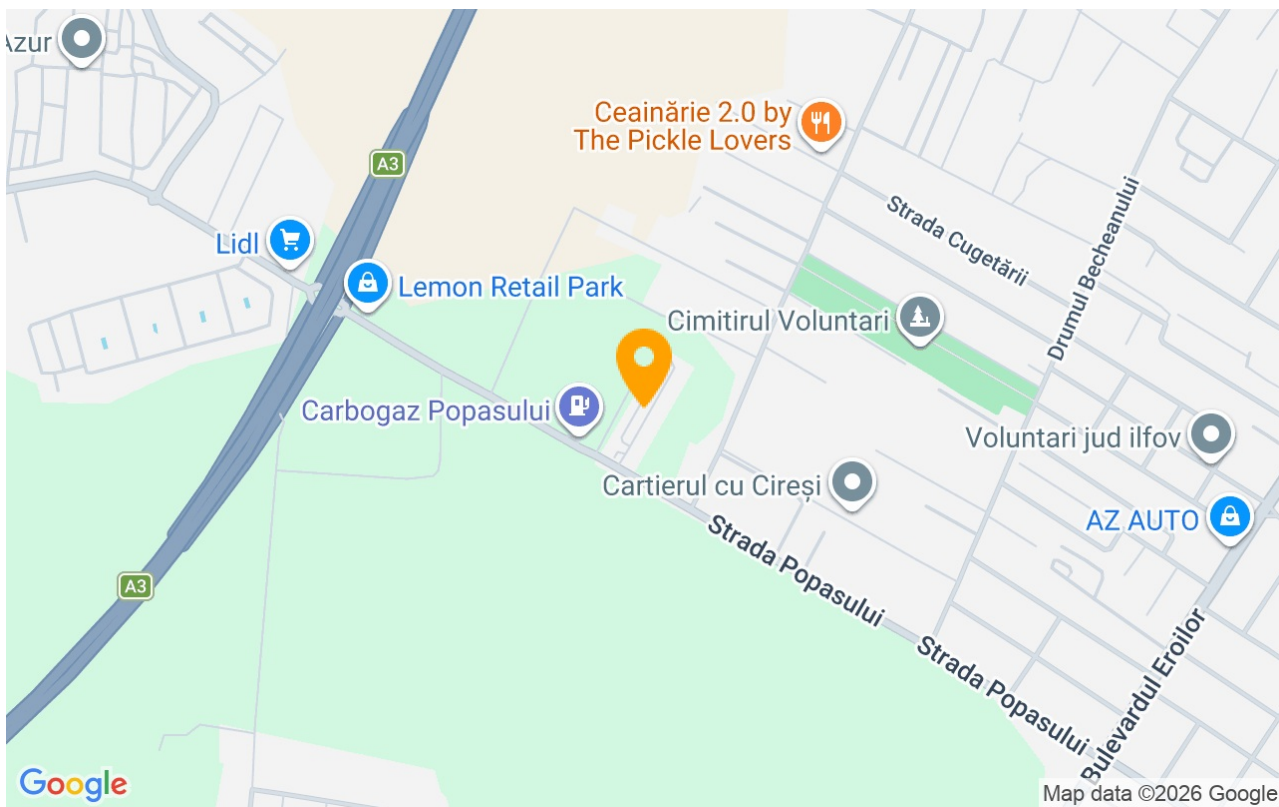 Azur
Ceainărie 2.0 by
The Pickle Lovers
A3
Strada Cugetării
Drumul Becheanului
Lidl
Lemon Retail Park
Cimitirul Voluntari
Carbogaz Popasului
Voluntari jud ilfov
Cartierul cu Cireși
AZ AUTO
Strada Popasului
A3
Strada Popasului
Bulevardul Eroilor
Google
Map data ©2026 Google